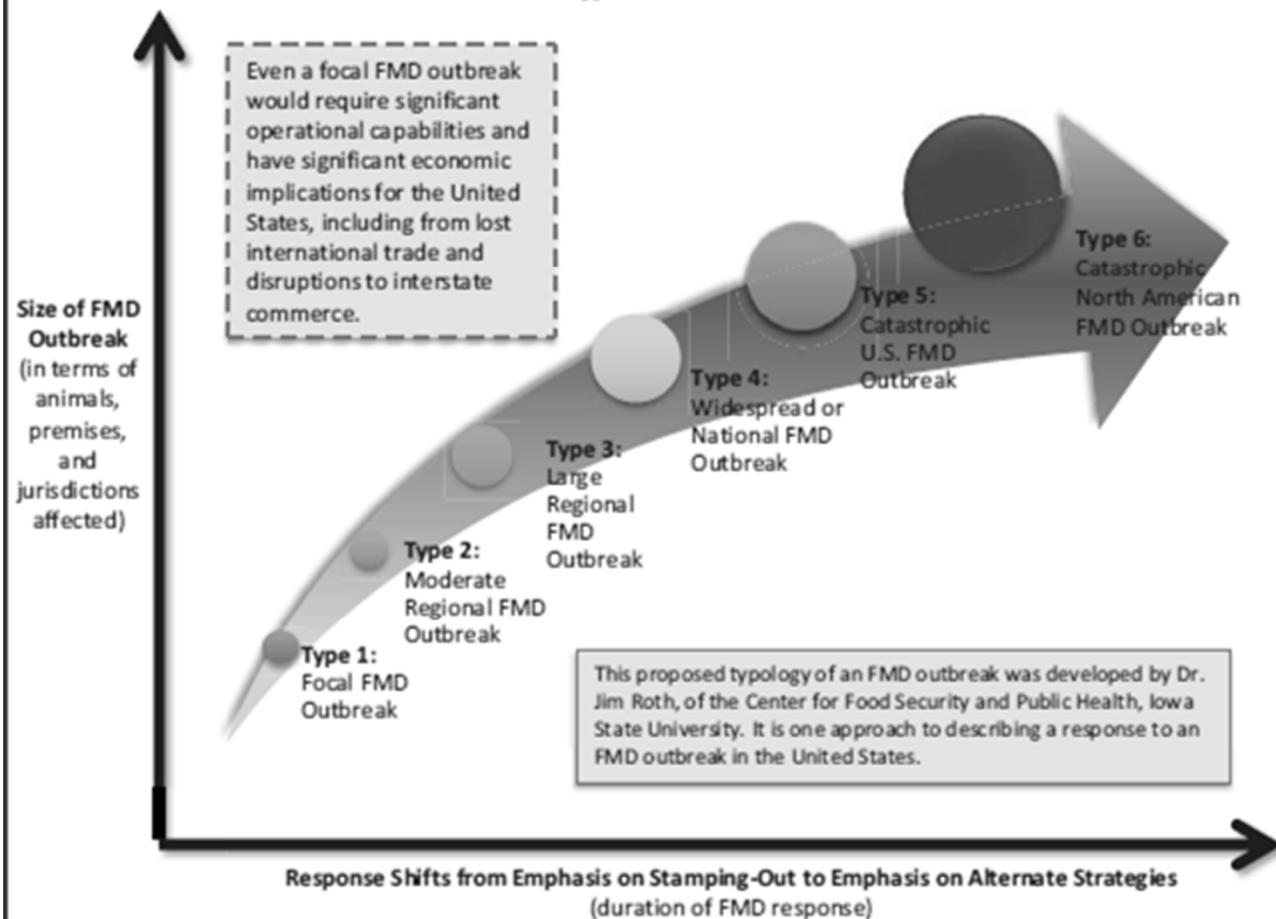 Even a focal FMD outbreak
would require significant
operational capabilities and
have significant economic
implications for the United
States, including from lost
international trade and
disruptions to interstate
commerce.
Size of FMD
Outbreak
(in terms of
animals,
premises,
and
jurisdictions
affected)
Type 1:
Focal FMD
Outbreak
Type 2:
Moderate
Regional FMD
Outbreak
Type 3:
Large
Regional
FMD
Outbreak
Type 4:
Widespread or
National FMD
Outbreak
Type 5:
Catastrophic
U.S. FMD
Outbreak
Type 6:
Catastrophic
North American
FMD Outbreak
This proposed typology of an FMD outbreak was developed by Dr.
Jim Roth, of the Center for Food Security and Public Health, Iowa
State University. It is one approach to describing a response to an
FMD outbreak in the United States.
Response Shifts from Emphasis on Stamping-Out to Emphasis on Alternate Strategies
(duration of FMD response)